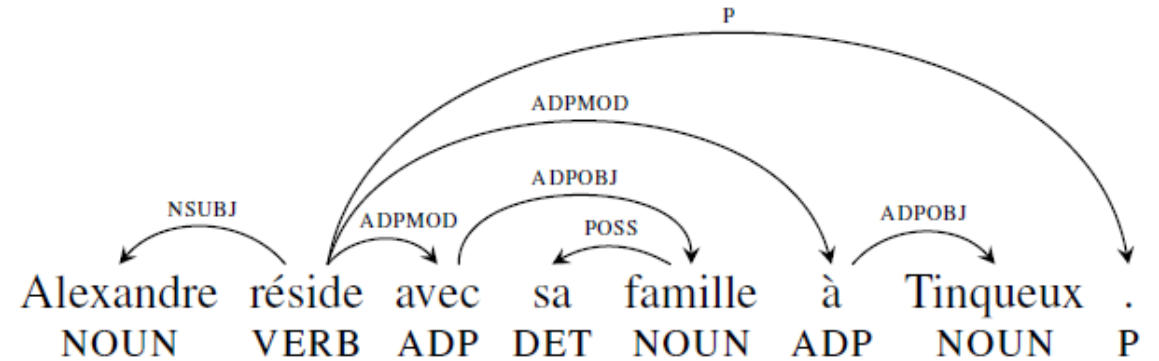 P
ADPMOD
ADPOBJ
NSUBJ ADPMOD POSS ADPOBJ
Alexandre réside avec sa famille à Tinqueux .
NOUN VERB ADP DET NOUN ADP NOUN P